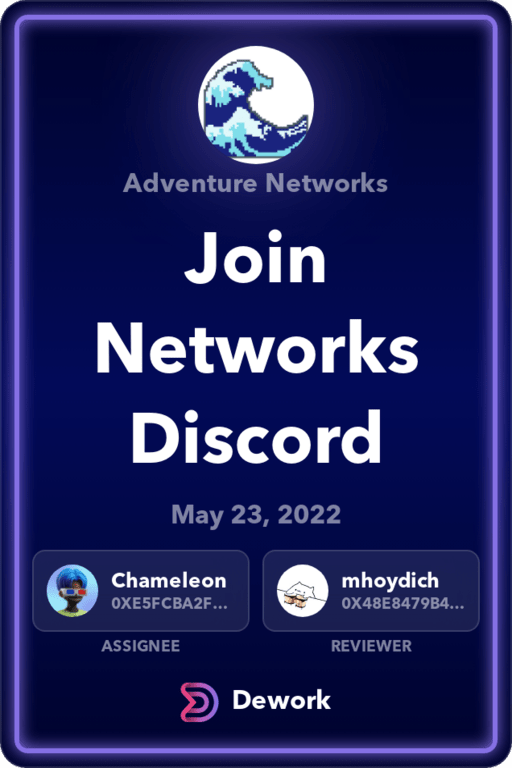 Adventure Networks
Join
Networks
Discord
May 23, 2022
Chameleon
0XE5FCBA2F...
mhoydich
0X48E8479B4...
ASSIGNEE
REVIEWER
Dework